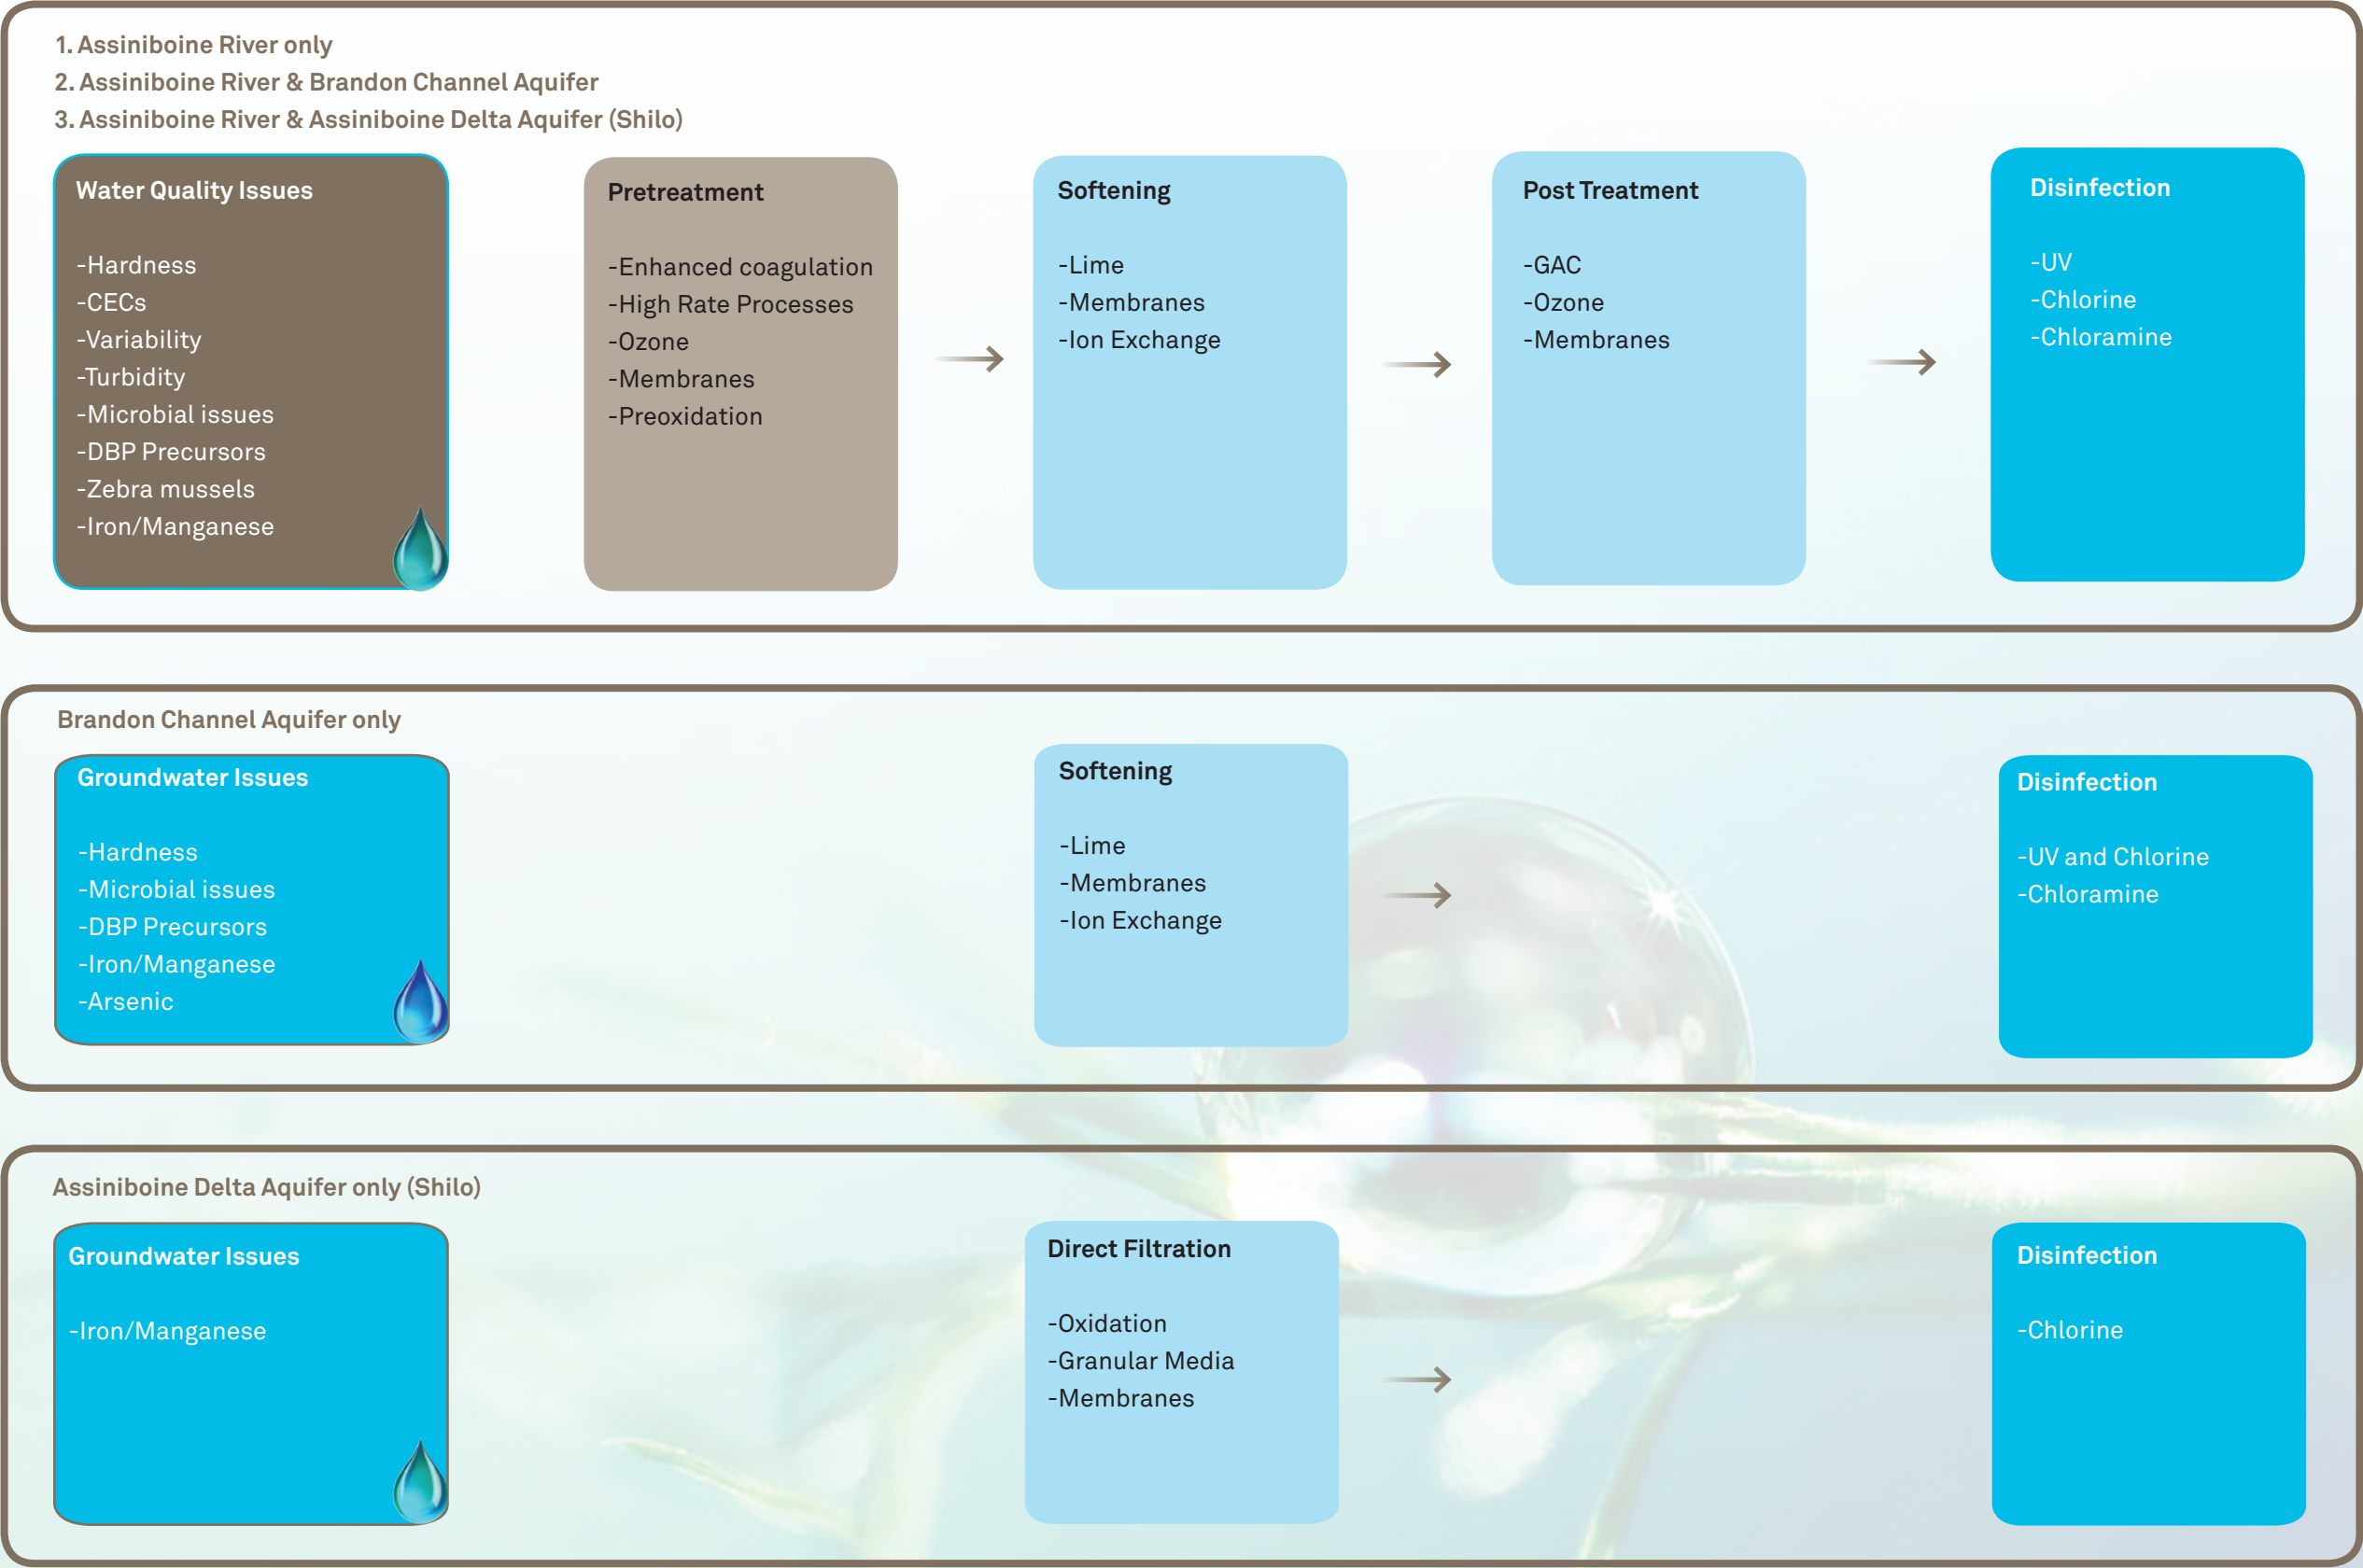 1. Assiniboine River only
2. Assiniboine River & Brandon Channel Aquifer
3. Assiniboine River & Assiniboine Delta Aquifer (Shilo)
Water Quality Issues
-Hardness
-CECs
-Variability
-Turbidity
-Microbial issues
-DBP Precursors
-Zebra mussels
-Iron/Manganese
Pretreatment
-Enhanced coagulation
-High Rate Processes
-Ozone
-Membranes
-Preoxidation
Softening
-Lime
-Membranes
-Ion Exchange
Post Treatment
-GAC
-Ozone
-Membranes
Disinfection
-UV
-Chlorine
-Chloramine
Brandon Channel Aquifer only
Groundwater Issues
-Hardness
-Microbial issues
-DBP Precursors
-Iron/Manganese
-Arsenic
Softening
-Lime
-Membranes
-Ion Exchange
Disinfection
-UV and Chlorine
-Chloramine
Assiniboine Delta Aquifer only (Shilo)
Groundwater Issues
-Iron/Manganese
Direct Filtration
-Oxidation
-Granular Media
-Membranes
Disinfection
-Chlorine